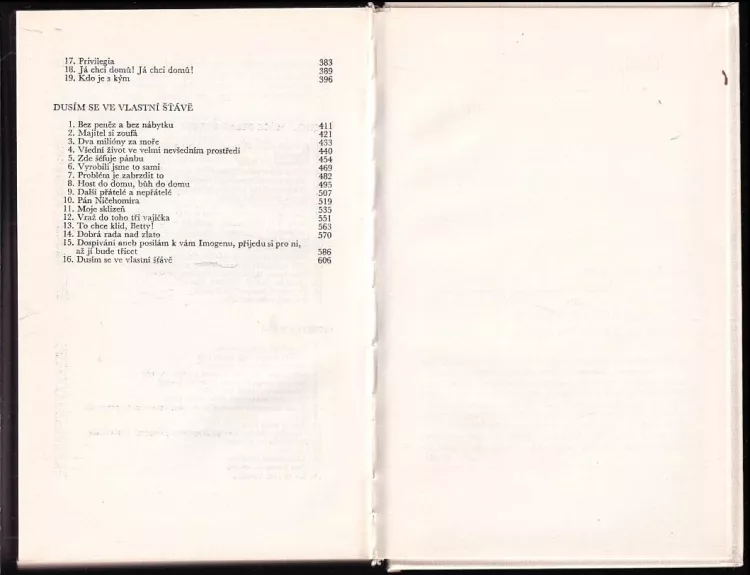 17. Privilegia 383
18. Já chci domů! Já chci domů! 389
19. Kdo je s kým 396
DUSÍM SE VE VLASTNÍ ŠŤÁVĚ
1. Bez peněz a bez nábytku 411
2. Majitel si zoufá 421
3. Dva milióny za moře 433
4. Všední život ve velmi nevšedním prostředí 440
5. Zde šéfuje pánbu 454
6. Vyrobili jsme to sami 469
7. Problém je zabrzdit to 482
8. Host do domu, bůh do domu 495
9. Další přátelé a nepřátelé 507
10. Pán Ničehomíra 519
11. Moje sklizeň 535
12. Vraž do toho tři vajíčka 551
13. To chce klid, Betty! 563
14. Dobrá rada nad zlato 570
15. Dospívání aneb posílám k vám Imogenu, přijedu si pro ni,
až jí bude třicet 586
16. Dusím se ve vlastní šťávě 606